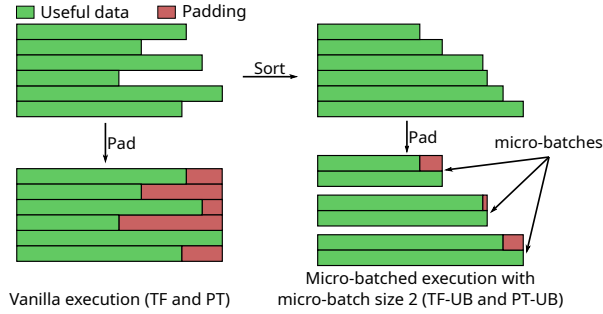 Useful data
Padding
Sort
Pad
Pad
micro-batches
Vanilla execution (TF and PT)
Micro-batched execution with
micro-batch size 2 (TF-UB and PT-UB)